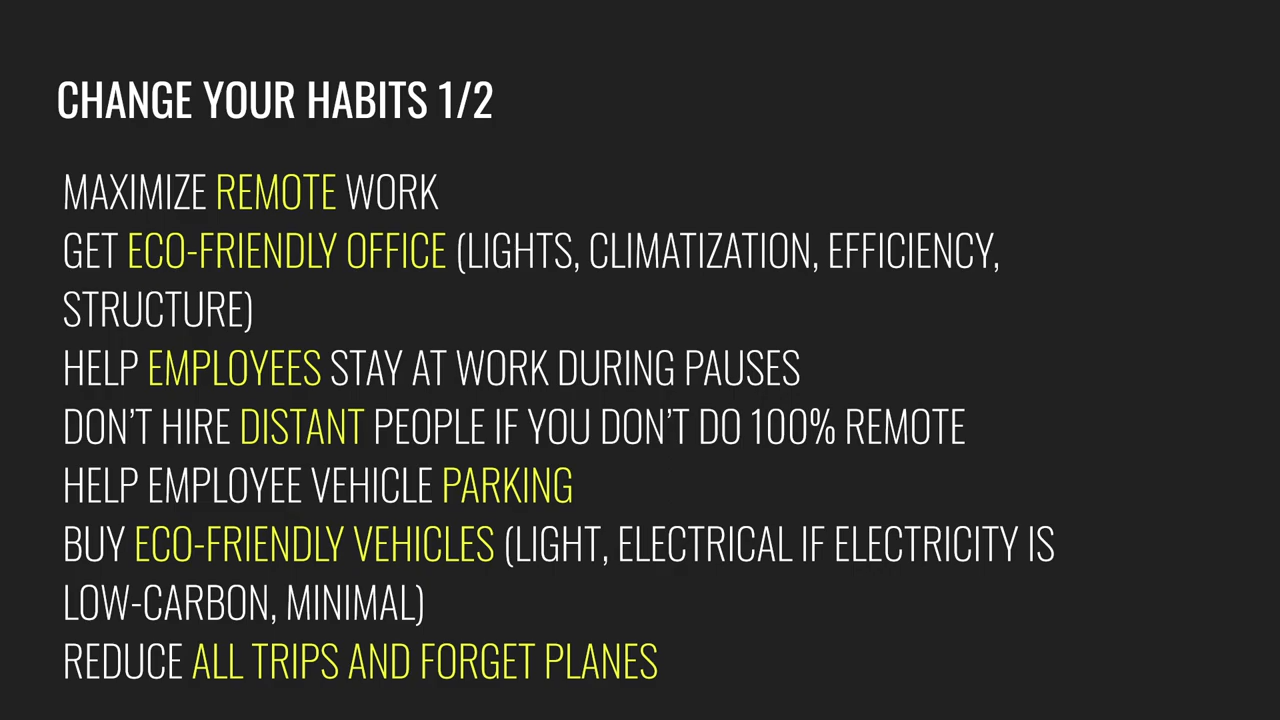 CHANGE YOUR HABITS 1/2
MAXIMIZE REMOTE WORK
GET ECO-FRIENDLY OFFICE (LIGHTS, CLIMATIZATION, EFFICIENCY,
STRUCTURE)
HELP EMPLOYEES STAY AT WORK DURING PAUSES
DON’T HIRE DISTANT PEOPLE IF YOU DON’T DO 100% REMOTE
HELP EMPLOYEE VEHICLE PARKING
BUY ECO-FRIENDLY VEHICLES (LIGHT, ELECTRICAL IF ELECTRICITY IS
LOW-CARBON, MINIMAL)
REDUCE ALL TRIPS AND FORGET PLANES